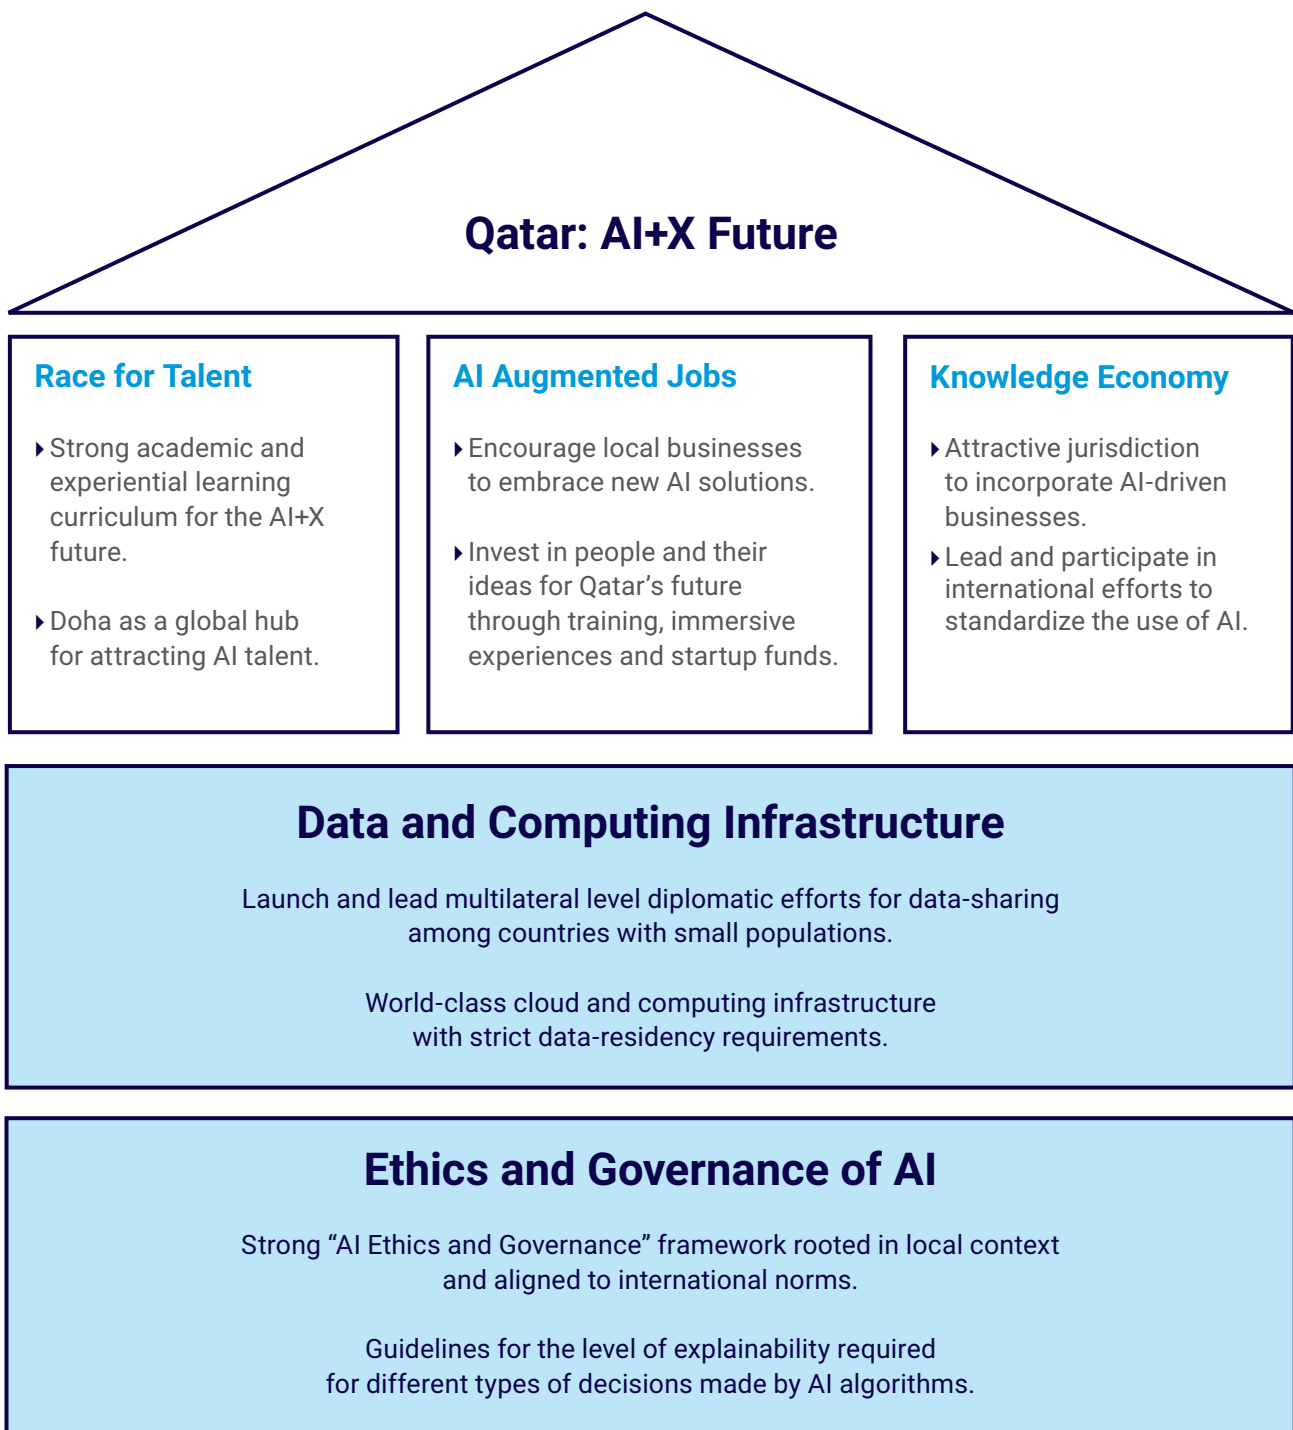 Qatar: AI+X Future
Race for Talent
Strong academic and
experiential learning
curriculum for the AI+X
future.
Doha as a global hub
for attracting AI talent.
AI Augmented Jobs
Encourage local businesses
to embrace new AI solutions.
Invest in people and their
ideas for Qatar’s future
through training, immersive
experiences and startup funds.
Knowledge Economy
Attractive jurisdiction
to incorporate AI-driven
businesses.
Lead and participate in
international efforts to
standardize the use of AI.
Data and Computing Infrastructure
Launch and lead multilateral level diplomatic efforts for data-sharing
among countries with small populations.
World-class cloud and computing infrastructure
with strict data-residency requirements.
Ethics and Governance of AI
Strong “AI Ethics and Governance” framework rooted in local context
and aligned to international norms.
Guidelines for the level of explainability required
for different types of decisions made by AI algorithms.